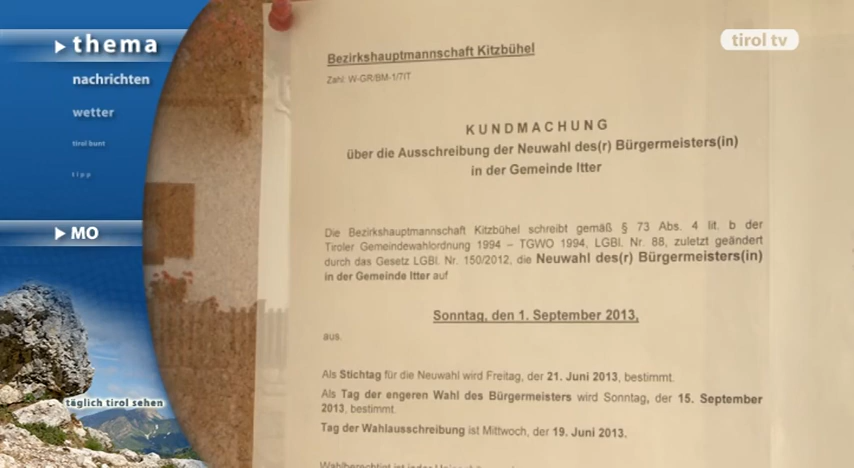 thema
nachrichten
wetter
tirol bunt
tipp
MO
täglich tirol sehen
tirol tv
Bezirkshauptmannschaft Kitzbühel
Zahl: W-GR/BM-1/7IT
KUNDMACHUNG
über die Ausschreibung der Neuwahl des(r) Bürgermeisters(in)
in der Gemeinde Itter
Die Bezirkshauptmannschaft Kitzbühel schreibt gemäß § 73 Abs. 4 lit. b der
Tiroler Gemeindewahlordnung 1994 – TGWO 1994, LGBl. Nr. 88, zuletzt geändert
durch das Gesetz LGBl. Nr. 150/2012, die Neuwahl des(r) Bürgermeisters(in)
in der Gemeinde Itter auf
Sonntag, den 1. September 2013,
aus.
Als Stichtag für die Neuwahl wird Freitag, der 21. Juni 2013, bestimmt.
Als Tag der engeren Wahl des Bürgermeisters wird Sonntag, der 15. September
2013, bestimmt.
Tag der Wahlausschreibung ist Mittwoch, der 19. Juni 2013.
Wahlberechtigt ist jeder